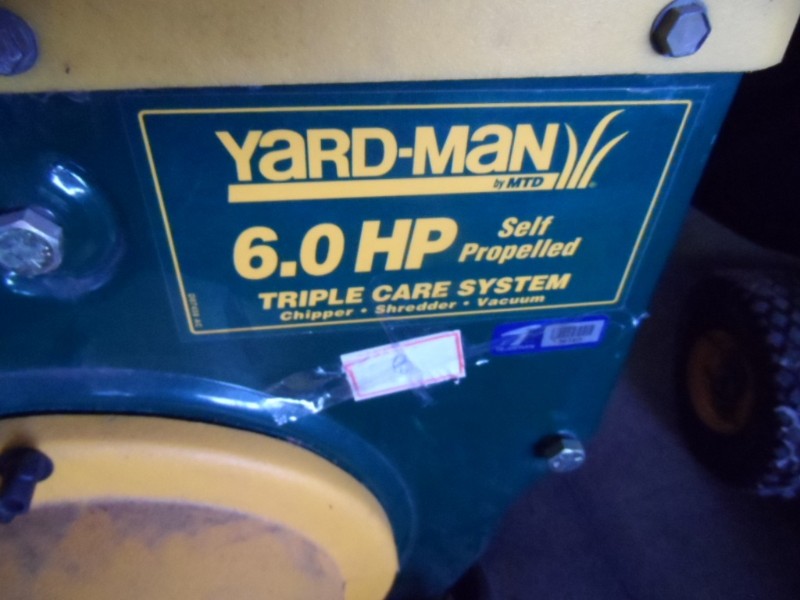 YARD-MAN
by MTD
6.0 HP Self Propelled
TRIPLE CARE SYSTEM
Chipper • Shredder • Vacuum